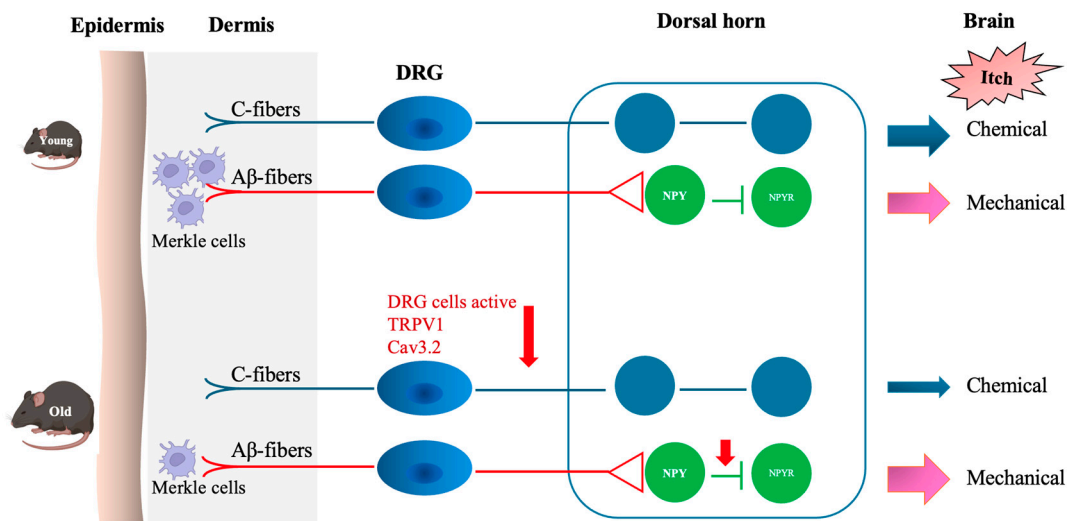 Epidermis
Dermis
DRG
Dorsal horn
Brain
Itch
Young
C-fibers
Chemical
Aβ-fibers
NPY
NPYR
Mechanical
Merkle cells
DRG cells active
TRPV1
Cav3.2
Old
C-fibers
Chemical
Aβ-fibers
NPY
NPYR
Mechanical
Merkle cells